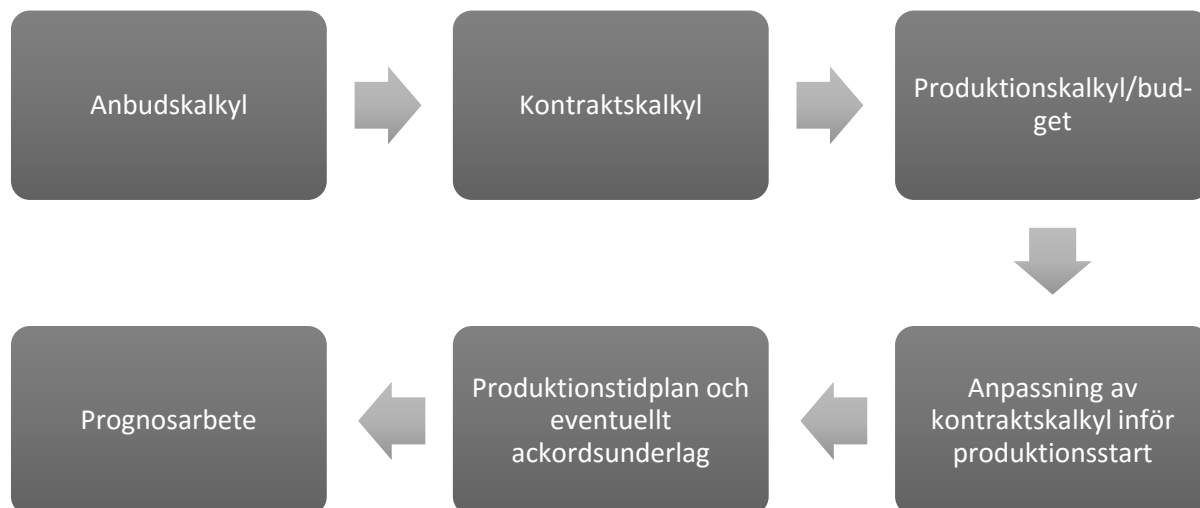 Anbudskalkyl
Kontraktskalkyl
Produktionskalkyl/bud-
get
Anpassning av
kontraktskalkyl inför
produktionsstart
Produktionstidplan och
eventuellt
ackordsunderlag
Prognosarbete